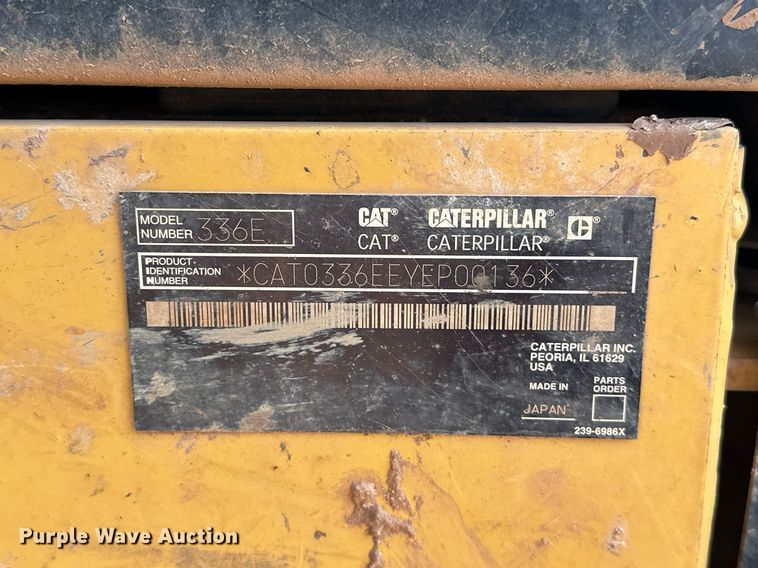 MODEL NUMBER 336E
CAT® CATERPILLAR® C®
CAT® CATERPILLAR®
PRODUCT-IDENTIFICATION NUMBER *CAT0336EEYEP00136*
CATERPILLAR INC.
PEORIA, IL 61629
USA
MADE IN JAPAN
PARTS ORDER
239-6986X
Purple Wave Auction®